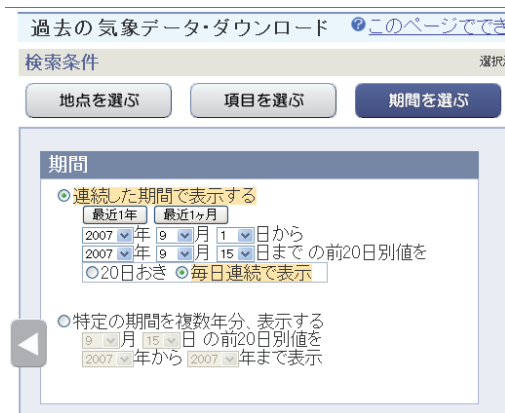 過去の気象データ・ダウンロード ?このページでで
検索条件 選択
地点を選ぶ 項目を選ぶ 期間を選ぶ
期間
連続した期間で表示する
最近1年 最近1ヶ月
2007年 9月 1日から
2007年 9月 15日まで の前20日別値を
20日おき 毎日連続で表示
特定の期間を複数年分、表示する
9月 15日 の前20日別値を
2007年から 2007年まで表示